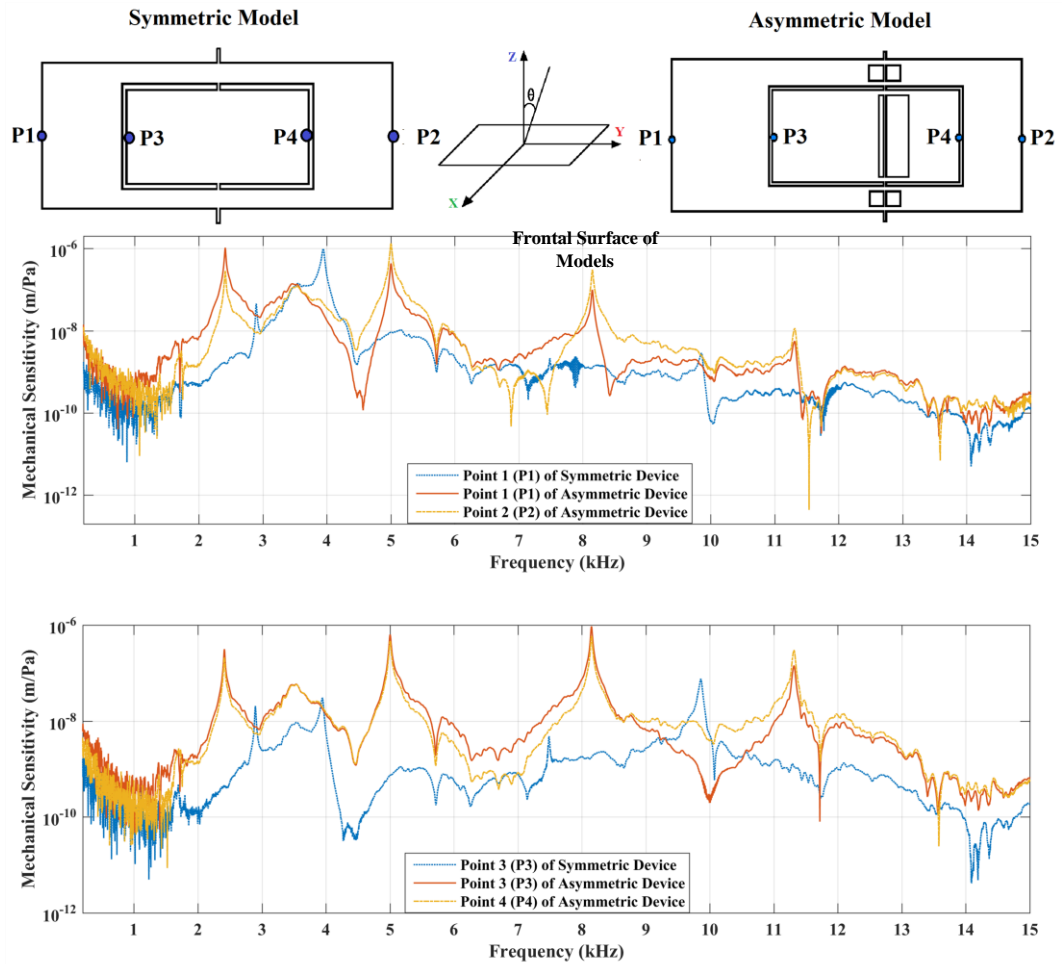 Symmetric Model
Asymmetric Model
Z
θ
Y
X
P1
P3
P4
P2
P1
P3
P4
P2
Frontal Surface of
Models
Mechanical Sensitivity (m/Pa)
10^-6
10^-8
10^-10
10^-12
Point 1 (P1) of Symmetric Device
Point 1 (P1) of Asymmetric Device
Point 2 (P2) of Asymmetric Device
1 2 3 4 5 6 7 8 9 10 11 12 13 14 15
Frequency (kHz)
Mechanical Sensitivity (m/Pa)
10^-6
10^-8
10^-10
10^-12
Point 3 (P3) of Symmetric Device
Point 3 (P3) of Asymmetric Device
Point 4 (P4) of Asymmetric Device
1 2 3 4 5 6 7 8 9 10 11 12 13 14 15
Frequency (kHz)